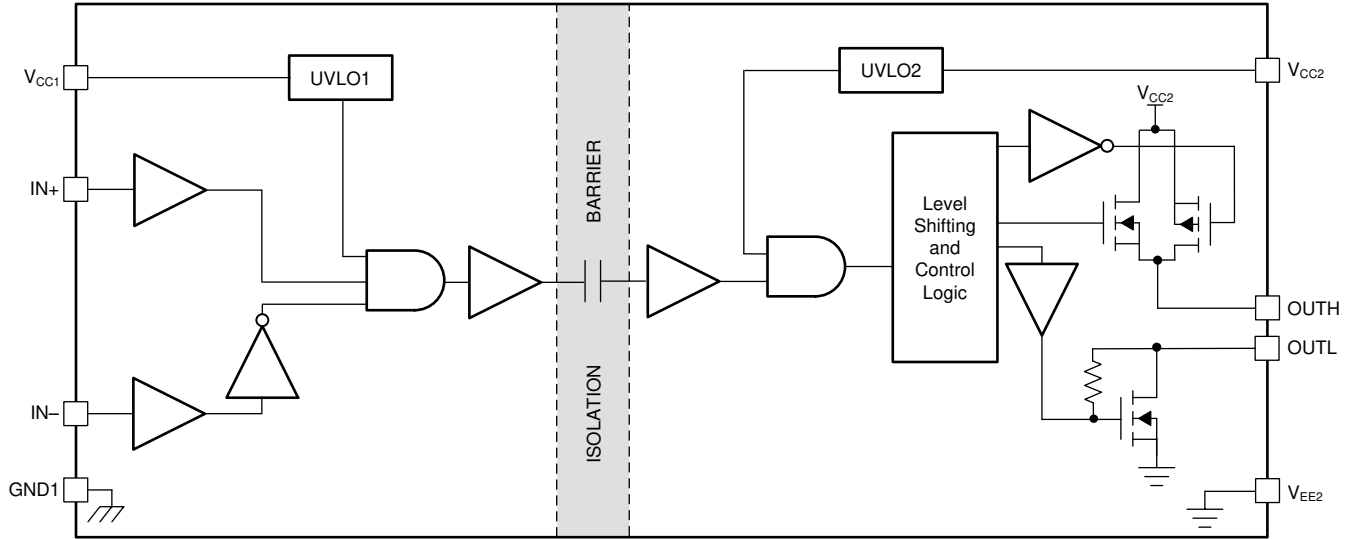 VCC1
UVLO1
UVLO2
VCC2
VCC2
IN+
BARRIER
Level
Shifting
and
Control
Logic
OUTH
OUTL
ISOLATION
IN–
GND1
VEE2